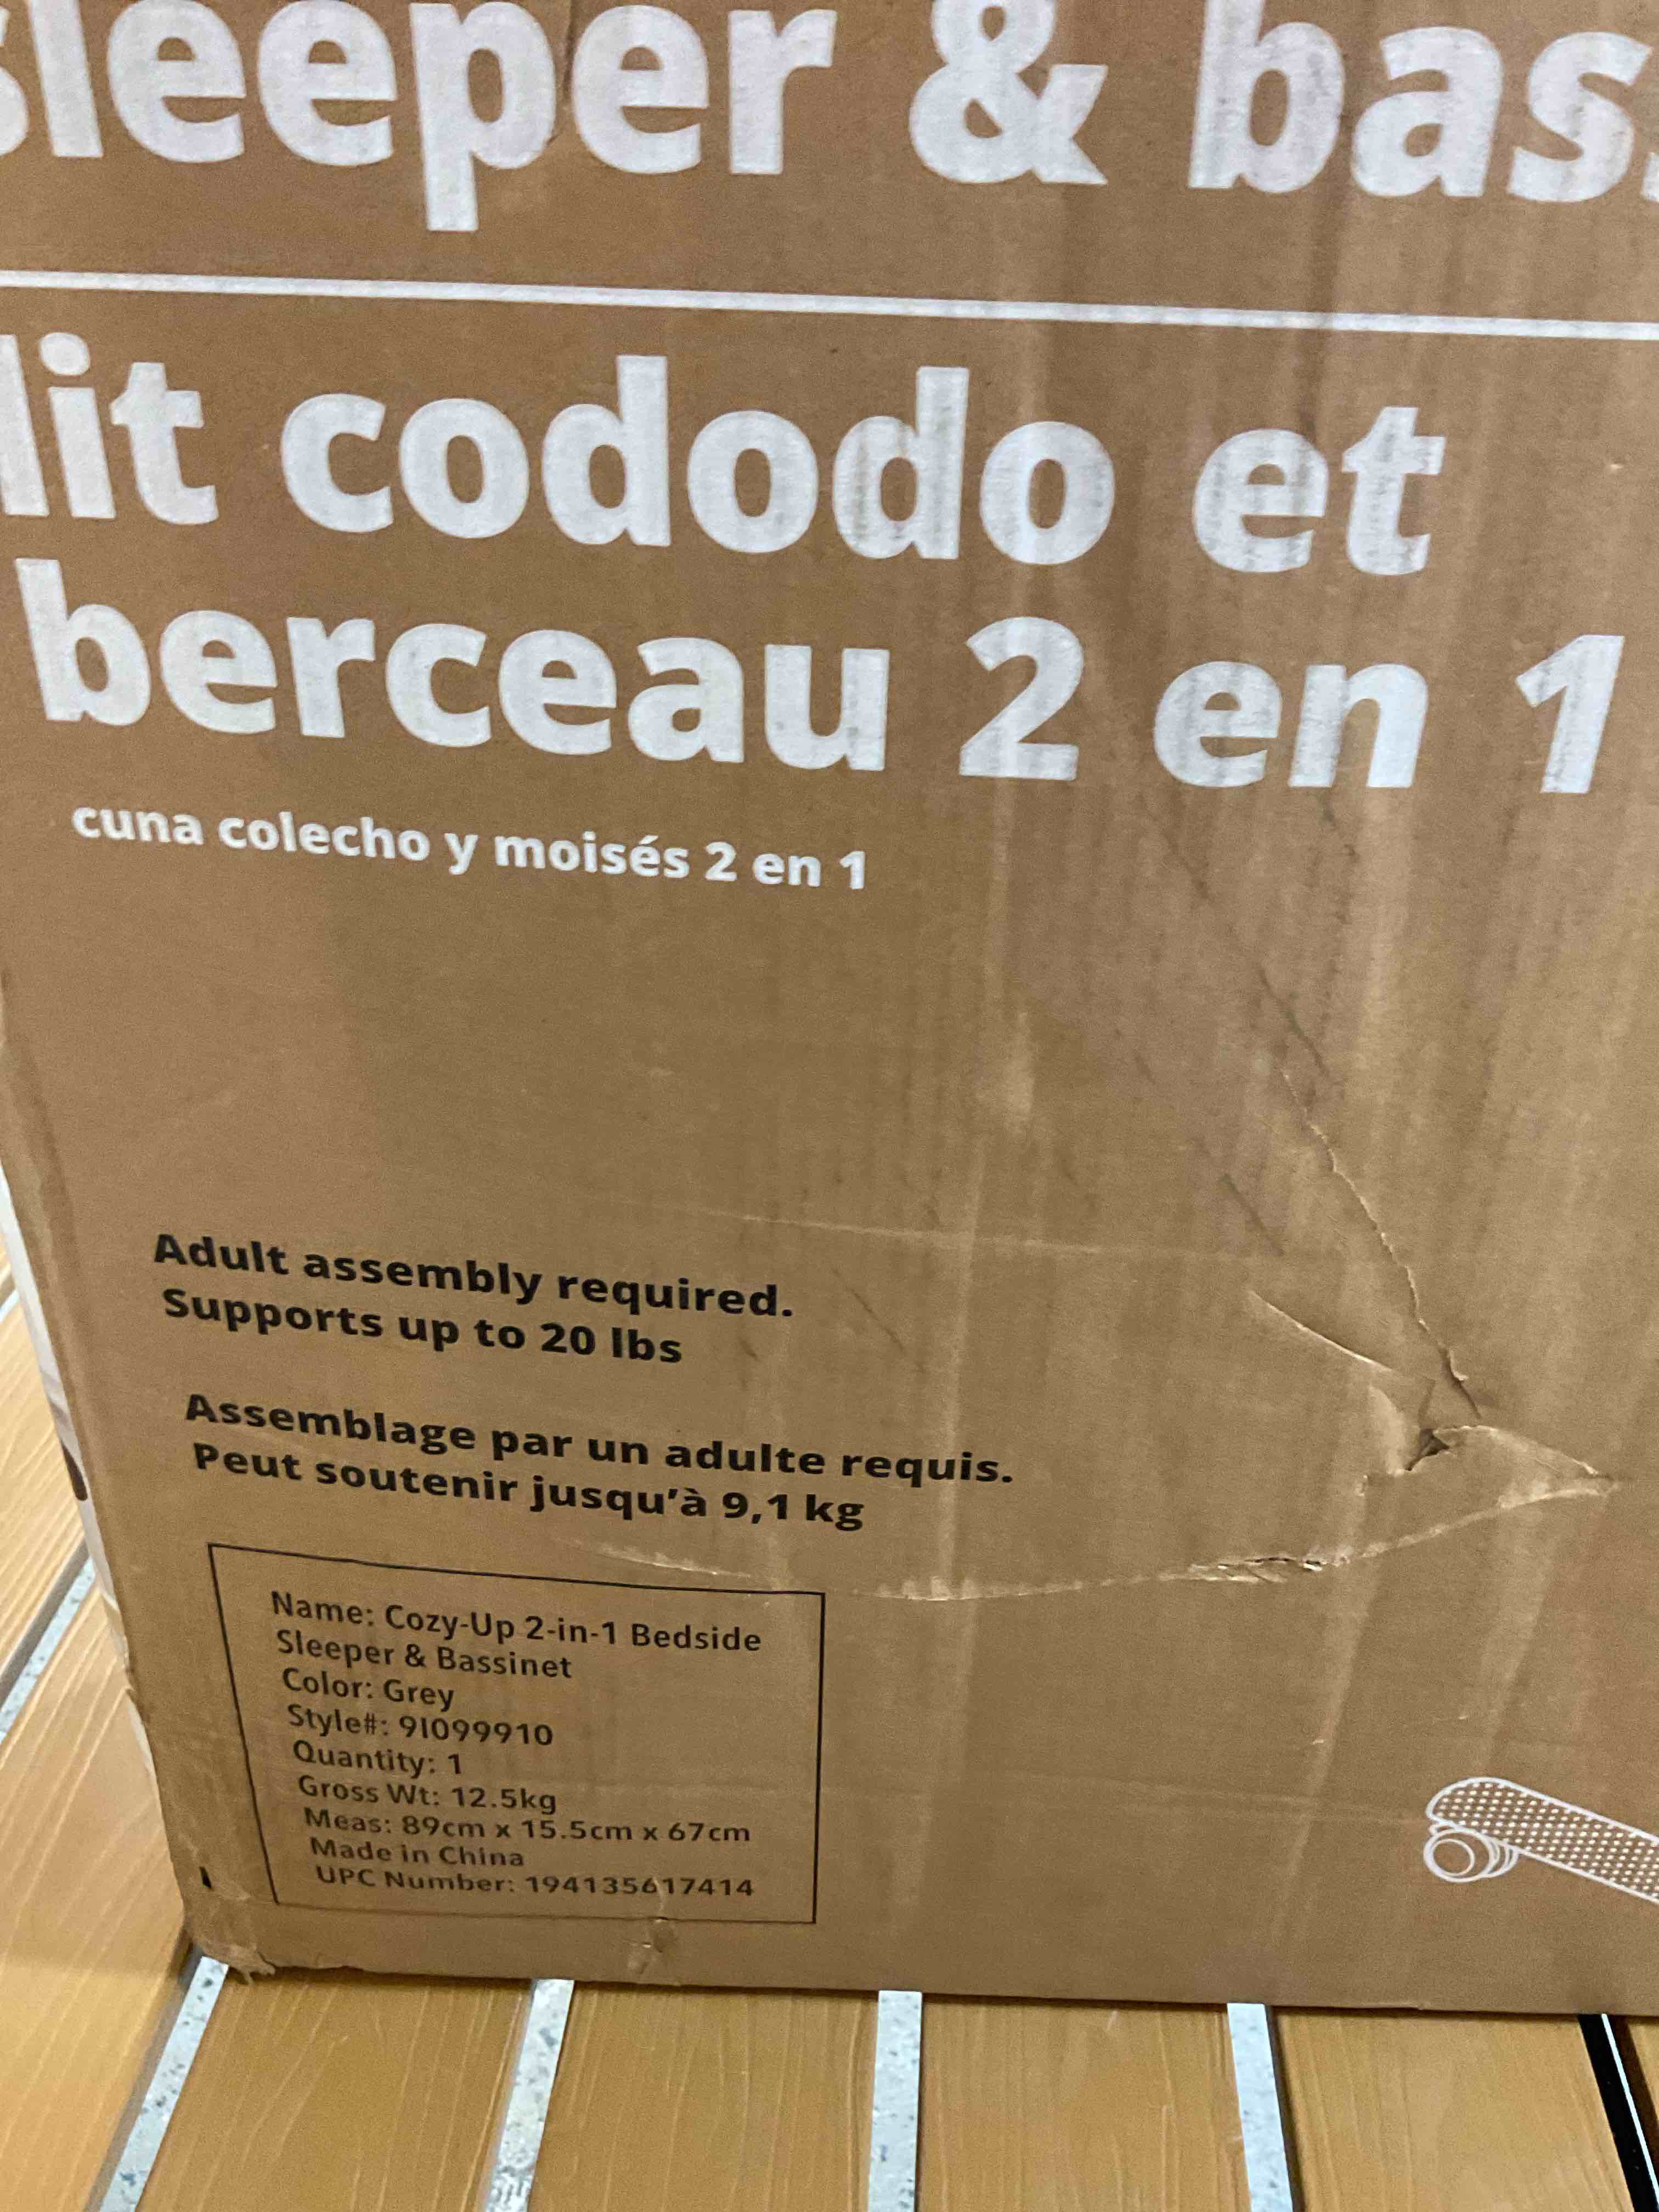 sleeper & bas
lit cododo et
berceau 2 en 1
cuna colecho y moisés 2 en 1
Adult assembly required.
Supports up to 20 lbs
Assemblage par un adulte requis.
Peut soutenir jusqu'à 9,1 kg
Name: Cozy-Up 2-in-1 Bedside
Sleeper & Bassinet
Color: Grey
Style#: 9I099910
Quantity: 1
Gross Wt: 12.5kg
Meas: 89cm x 15.5cm x 67cm
Made in China
UPC Number: 194135617414